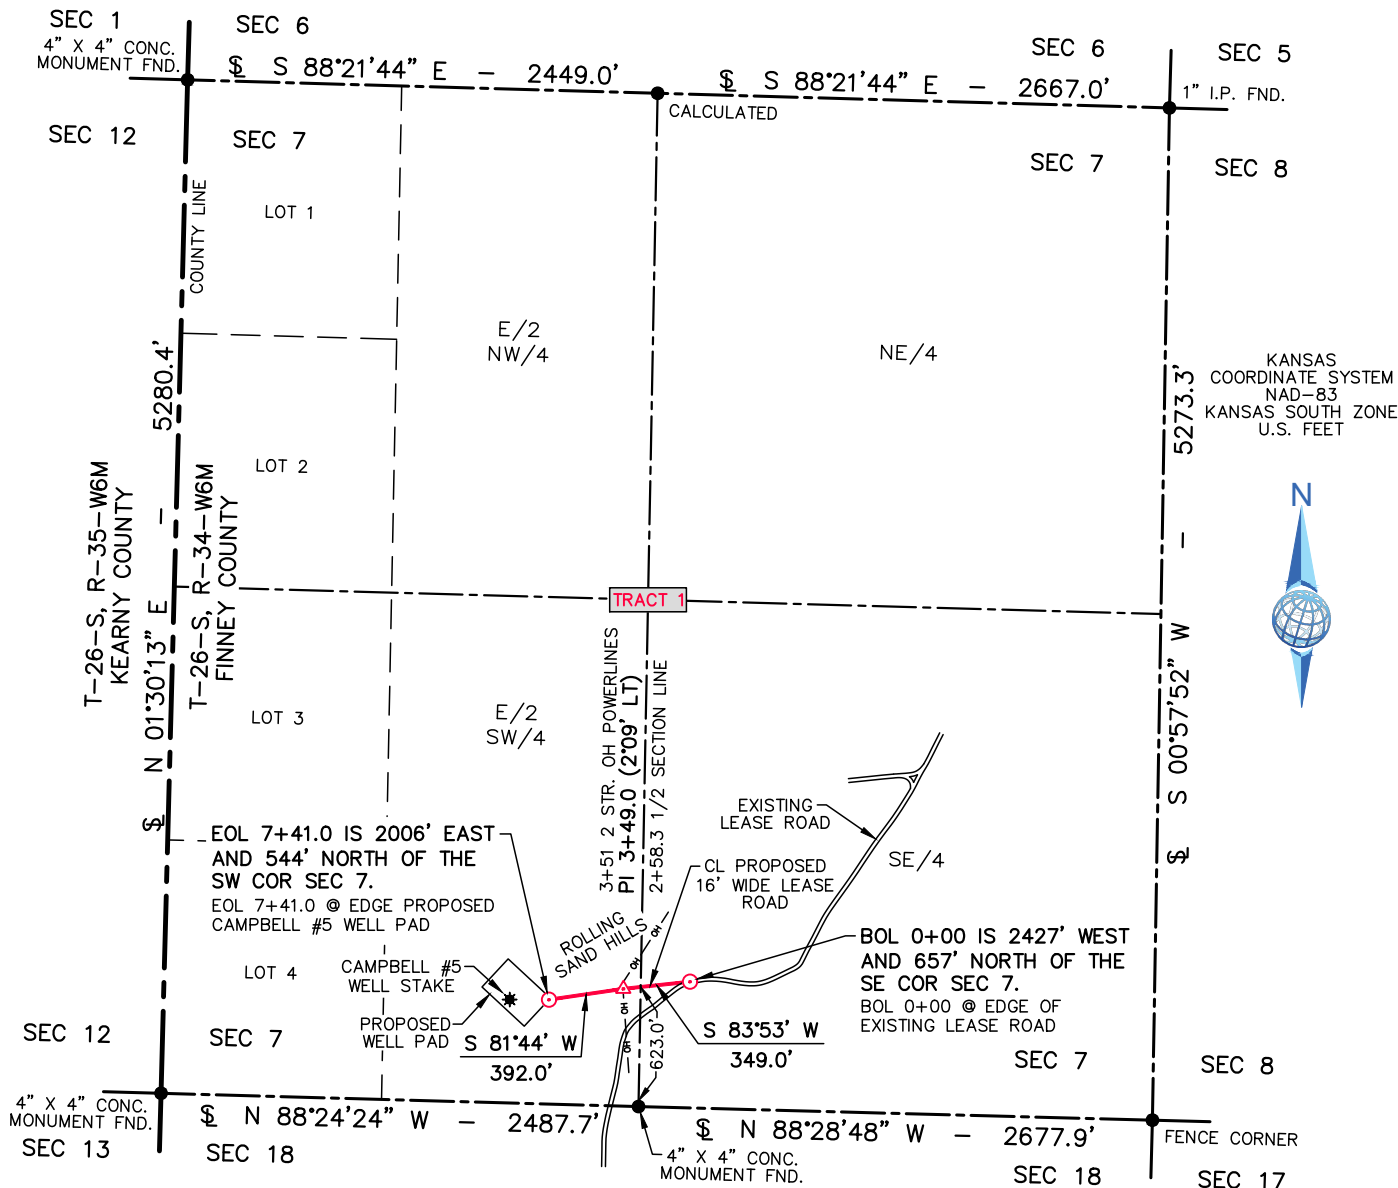 SEC 1
SEC 6
4" X 4" CONC.
MONUMENT FND.
S 88°21'44" E - 2449.0'
S 88°21'44" E - 2667.0'
SEC 6
SEC 5
1" I.P. FND.
CALCULATED
SEC 12
SEC 7
SEC 7
SEC 8
COUNTY LINE
LOT 1
E/2
NW/4
NE/4
N 01°30'13" E - 5280.4'
S 00°57'52" W - 5273.3'
KANSAS
COORDINATE SYSTEM
NAD-83
KANSAS SOUTH ZONE
U.S. FEET
N
LOT 2
T-26-S, R-35-W6M
KEARNY COUNTY
T-26-S, R-34-W6M
FINNEY COUNTY
TRACT 1
LOT 3
E/2
SW/4
3+51 2 STR. OH POWERLINES
PI 3+49.0 (2°09' LT)
2+58.3 1/2 SECTION LINE
EXISTING
LEASE ROAD
SE/4
CL PROPOSED
16' WIDE LEASE
ROAD
EOL 7+41.0 IS 2006' EAST
AND 544' NORTH OF THE
SW COR SEC 7.
EOL 7+41.0 @ EDGE PROPOSED
CAMPBELL #5 WELL PAD
ROLLING
SAND HILLS
OH
OH
OH
OH
BOL 0+00 IS 2427' WEST
AND 657' NORTH OF THE
SE COR SEC 7.
BOL 0+00 @ EDGE OF
EXISTING LEASE ROAD
LOT 4
CAMPBELL #5
WELL STAKE
PROPOSED
WELL PAD
S 81°44' W
392.0'
623.0'
S 83°53' W
349.0'
SEC 12
SEC 7
SEC 7
SEC 8
4" X 4" CONC.
MONUMENT FND.
N 88°24'24" W - 2487.7'
N 88°28'48" W - 2677.9'
FENCE CORNER
SEC 13
SEC 18
4" X 4" CONC.
MONUMENT FND.
SEC 18
SEC 17